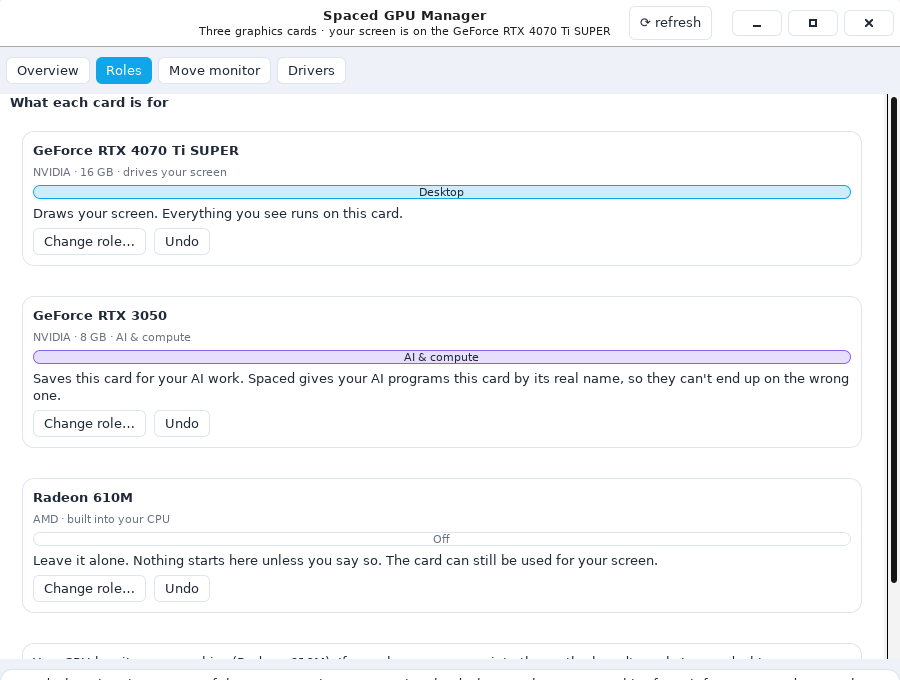 Spaced GPU Manager
Three graphics cards · your screen is on the GeForce RTX 4070 Ti SUPER
⟳ refresh
Overview
Roles
Move monitor
Drivers
What each card is for
GeForce RTX 4070 Ti SUPER
NVIDIA · 16 GB · drives your screen
Desktop
Draws your screen. Everything you see runs on this card.
Change role...
Undo
GeForce RTX 3050
NVIDIA · 8 GB · AI & compute
AI & compute
Saves this card for your AI work. Spaced gives your AI programs this card by its real name, so they can't end up on the wrong
one.
Change role...
Undo
Radeon 610M
AMD · built into your CPU
Off
Leave it alone. Nothing starts here unless you say so. The card can still be used for your screen.
Change role...
Undo